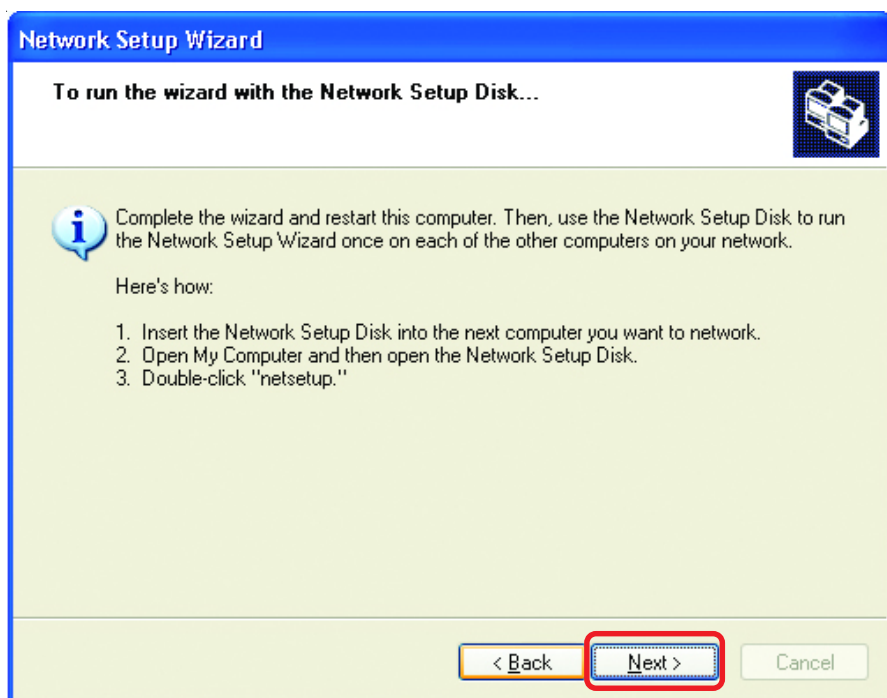 Network Setup Wizard
To run the wizard with the Network Setup Disk...
Complete the wizard and restart this computer. Then, use the Network Setup Disk to run
the Network Setup Wizard once on each of the other computers on your network.
Here's how:
1. Insert the Network Setup Disk into the next computer you want to network.
2. Open My Computer and then open the Network Setup Disk.
3. Double-click "netsetup."
< Back
Next >
Cancel